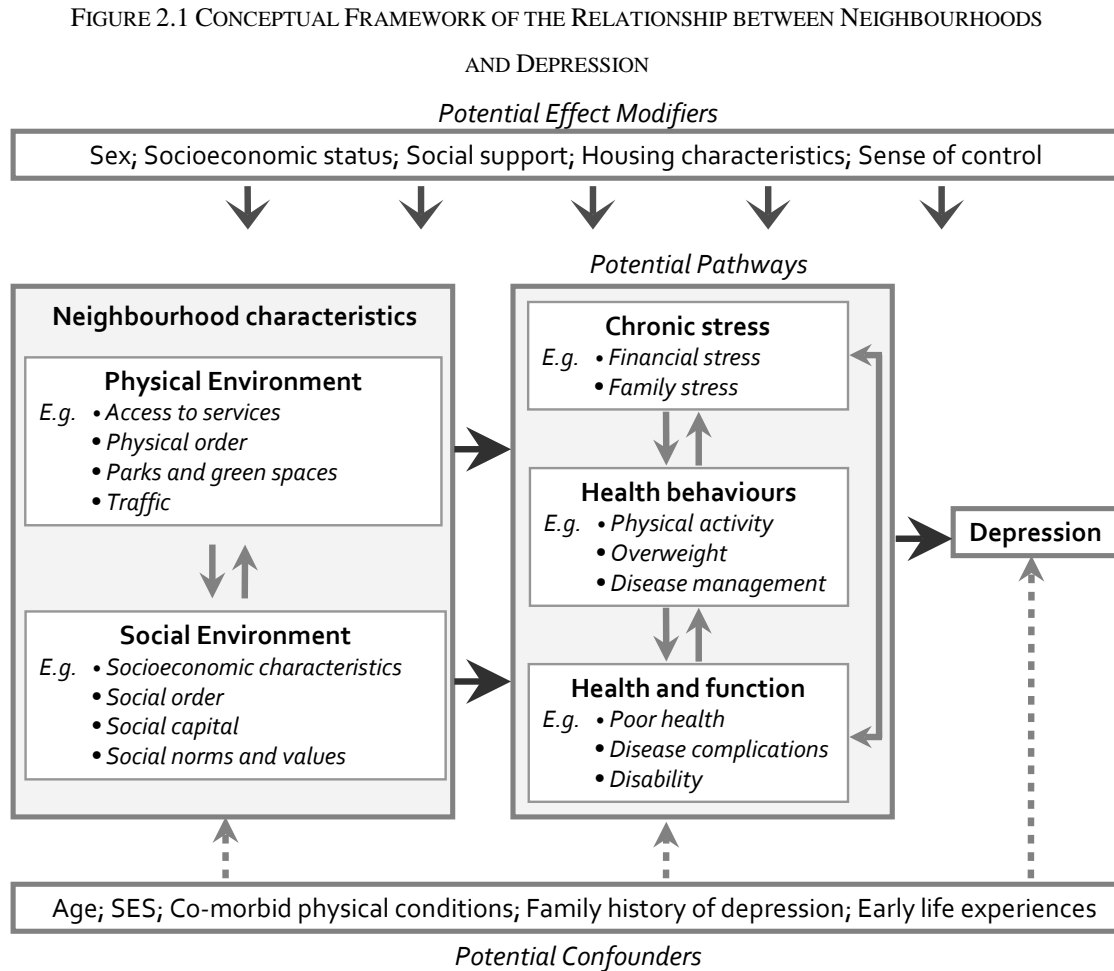 FIGURE 2.1 CONCEPTUAL FRAMEWORK OF THE RELATIONSHIP BETWEEN NEIGHBOURHOODS
AND DEPRESSION
Potential Effect Modifiers
Sex; Socioeconomic status; Social support; Housing characteristics; Sense of control
Potential Pathways
Neighbourhood characteristics
Physical Environment
E.g. • Access to services
• Physical order
• Parks and green spaces
• Traffic
Social Environment
E.g. • Socioeconomic characteristics
• Social order
• Social capital
• Social norms and values
Chronic stress
E.g. • Financial stress
• Family stress
Health behaviours
E.g. • Physical activity
• Overweight
• Disease management
Health and function
E.g. • Poor health
• Disease complications
• Disability
Depression
Age; SES; Co-morbid physical conditions; Family history of depression; Early life experiences
Potential Confounders